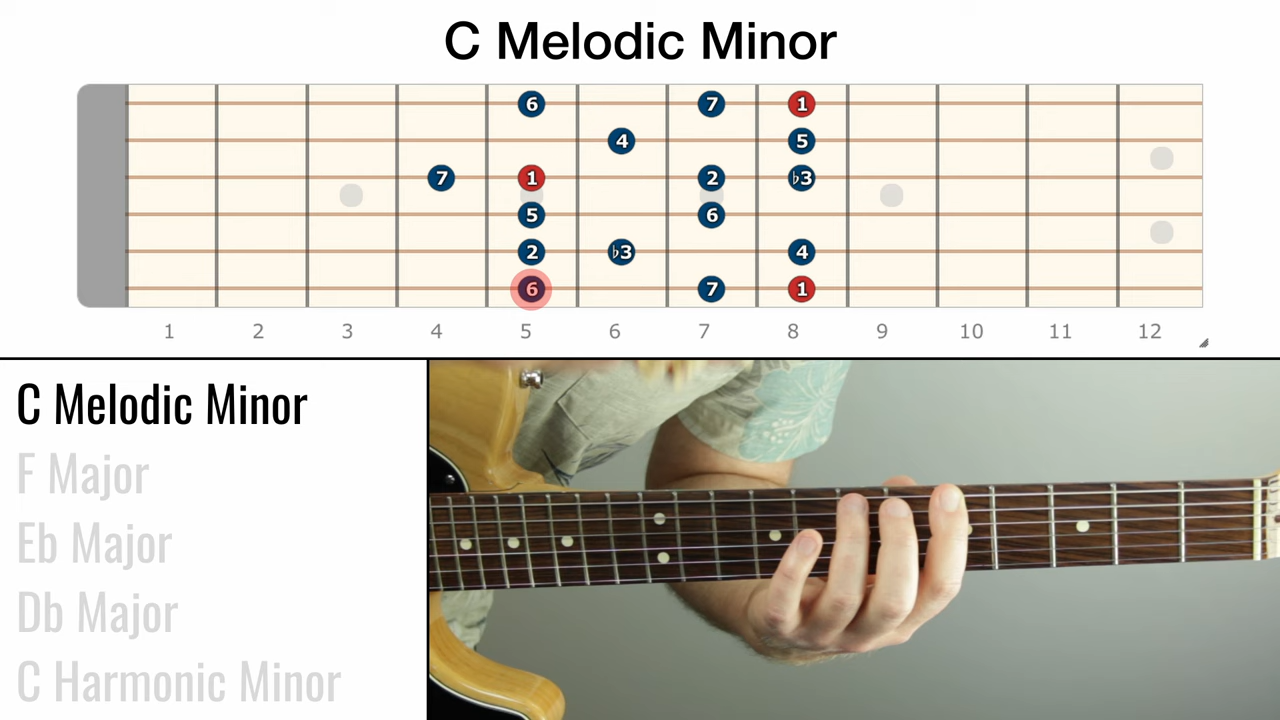 C Melodic Minor
6 7 1
4 5
7 1 2 ♭3
5 6
2 ♭3 4
6 7 1
1 2 3 4 5 6 7 8 9 10 11 12
C Melodic Minor
F Major
Eb Major
Db Major
C Harmonic Minor